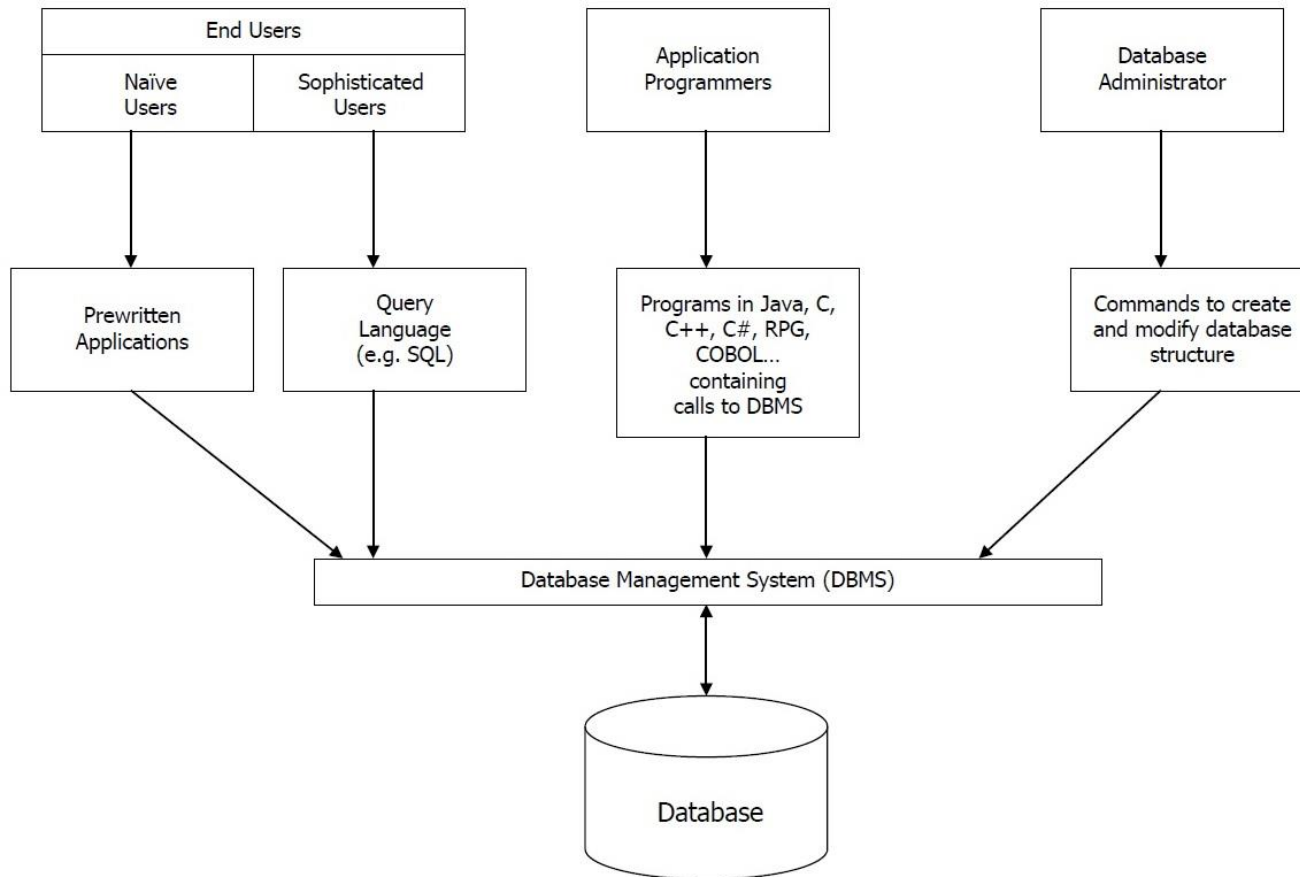 End Users
Naïve
Users
Sophisticated
Users
Application
Programmers
Database
Administrator
Prewritten
Applications
Query
Language
(e.g. SQL)
Programs in Java, C,
C++, C#, RPG,
COBOL...
containing
calls to DBMS
Commands to create
and modify database
structure
Database Management System (DBMS)
Database